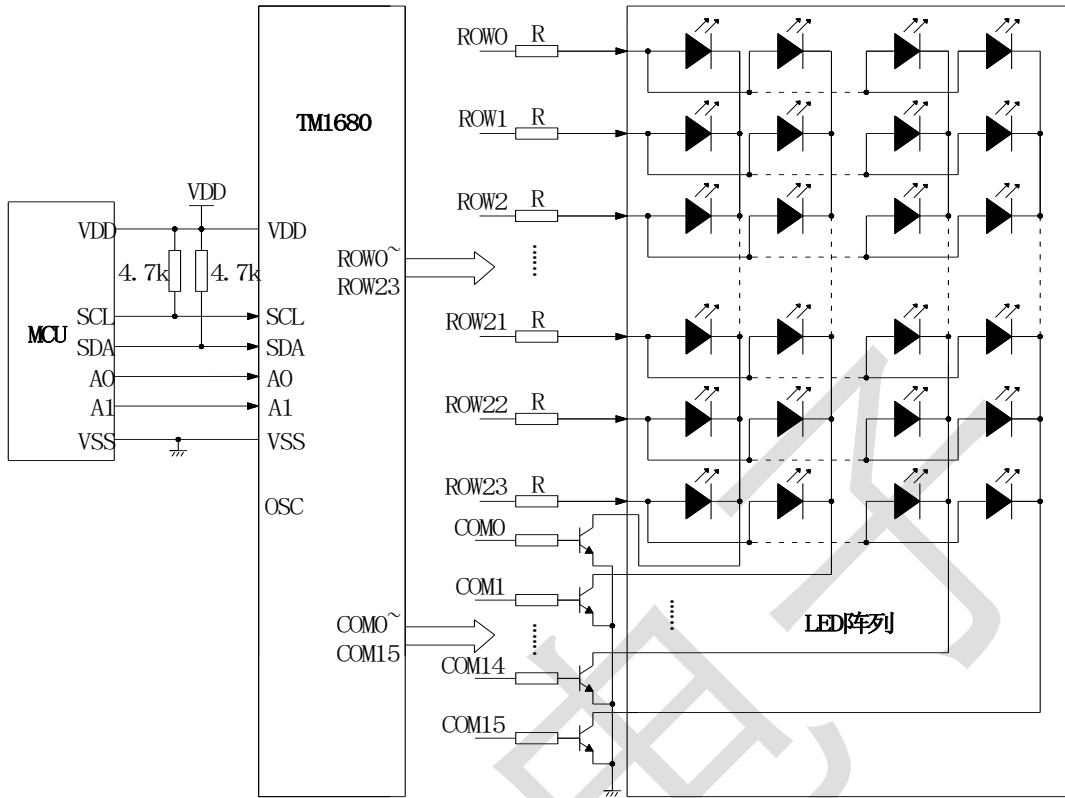 ROW0 R
TM1680
ROW1 R
VDD
ROW2 R
VDD VDD
ROW0~
ROW23
4.7k 4.7k
SCL SCL
ROW21 R
MCU
SDA SDA
A0 A0
A1 A1
ROW22 R
VSS VSS
ROW23 R
OSC
COM0
COM1
COM0~
COM15
LED阵列
COM14
COM15
电子